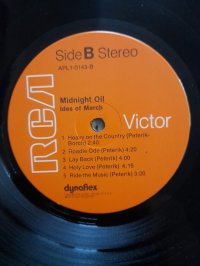 Side B Stereo
APL1-0143-B
Midnight Oil
Ides of March
RCA
Victor
1 Heavy on the Country (Peterik-
Borch) 2:40
2 Roadie Ode (Peterik) 4:20
3 Lay Back (Peterik) 4:00
4 Holy Love (Peterik) 4:15
5 Ride the Music (Peterik) 3:00
dynaflex